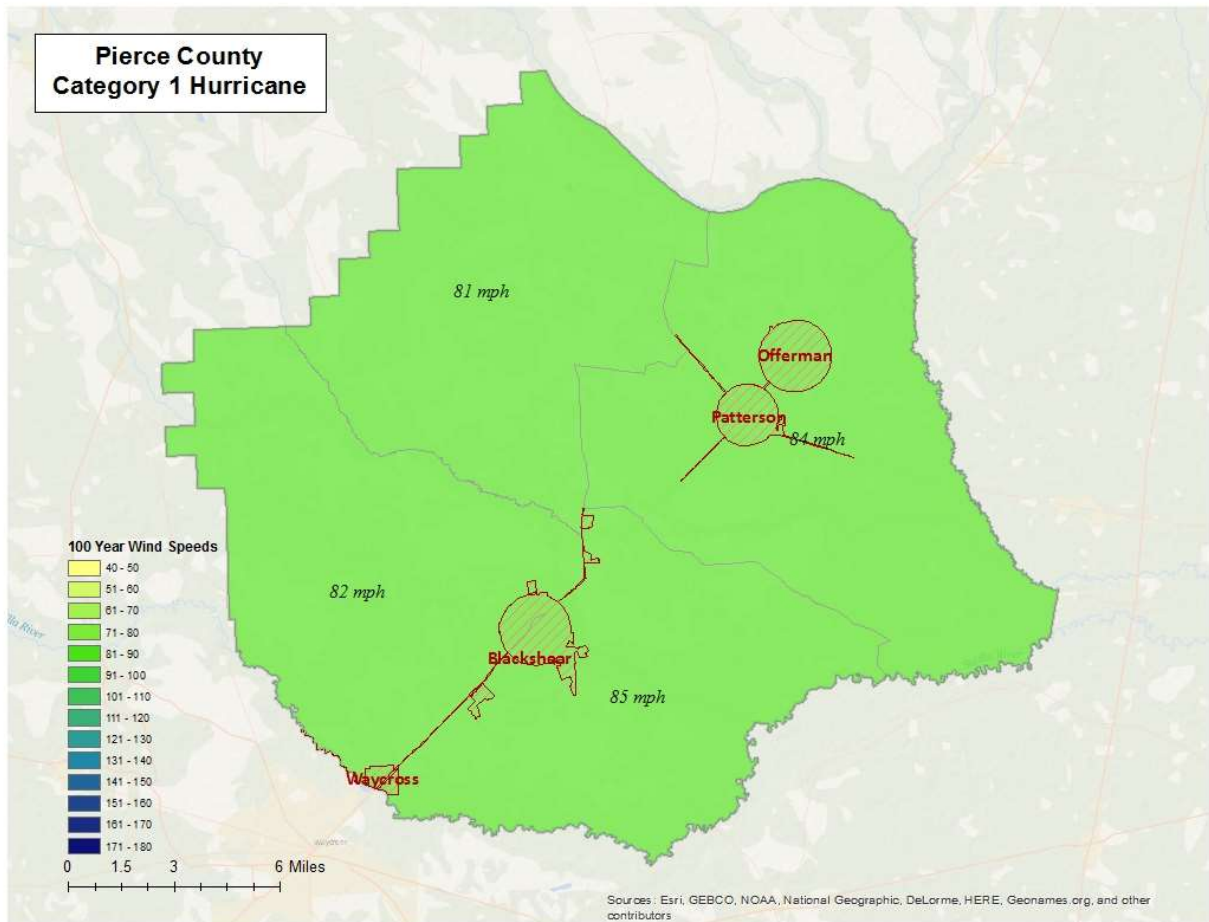 Pierce County
Category 1 Hurricane
81 mph
Offerman
Patterson
84 mph
82 mph
Blackshear
85 mph
Waycross
100 Year Wind Speeds
40 - 50
51 - 60
61 - 70
71 - 80
81 - 90
91 - 100
101 - 110
111 - 120
121 - 130
131 - 140
141 - 150
151 - 160
161 - 170
171 - 180
0 1.5 3 6 Miles
lla River
Sources: Esri, GEBCO, NOAA, National Geographic, DeLorme, HERE, Geonames.org, and other
contributors